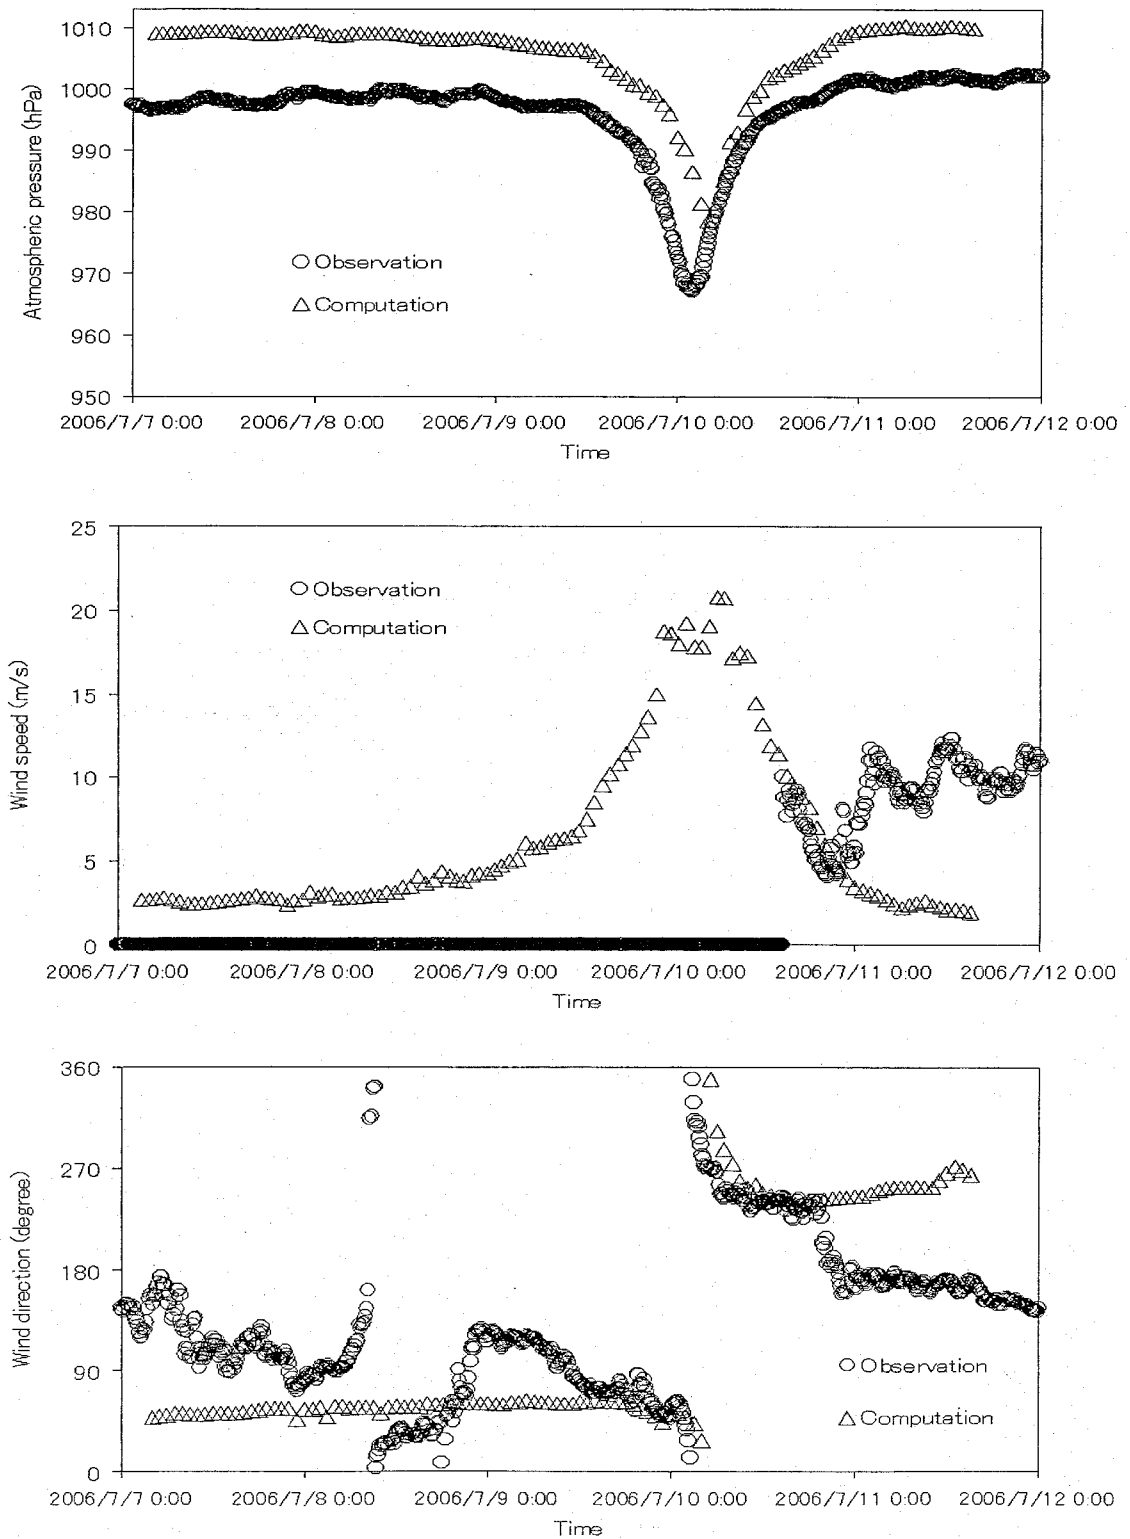 1010
1000
990
980
970
960
950
Atmospheric pressure (hPa)
Observation
Computation
2006/7/7 0:00 2006/7/8 0:00 2006/7/9 0:00 2006/7/10 0:00 2006/7/11 0:00 2006/7/12 0:00
Time
25
20
15
10
5
0
Wind speed (m/s)
Observation
Computation
2006/7/7 0:00 2006/7/8 0:00 2006/7/9 0:00 2006/7/10 0:00 2006/7/11 0:00 2006/7/12 0:00
Time
360
270
180
90
0
Wind direction (degree)
Observation
Computation
2006/7/7 0:00 2006/7/8 0:00 2006/7/9 0:00 2006/7/10 0:00 2006/7/11 0:00 2006/7/12 0:00
Time